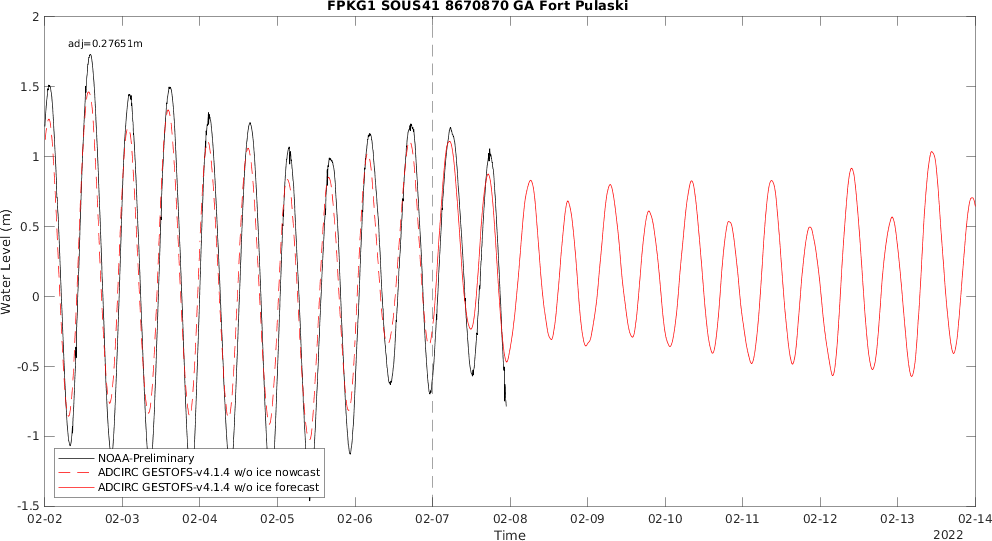 FPKG1 SOUS41 8670870 GA Fort Pulaski
adj=0.27651m
2
1.5
1
0.5
0
-0.5
-1
-1.5
Water Level (m)
NOAA-Preliminary
ADCIRC GESTOFS-v4.1.4 w/o ice nowcast
ADCIRC GESTOFS-v4.1.4 w/o ice forecast
02-02 02-03 02-04 02-05 02-06 02-07 02-08 02-09 02-10 02-11 02-12 02-13 02-14
Time
2022